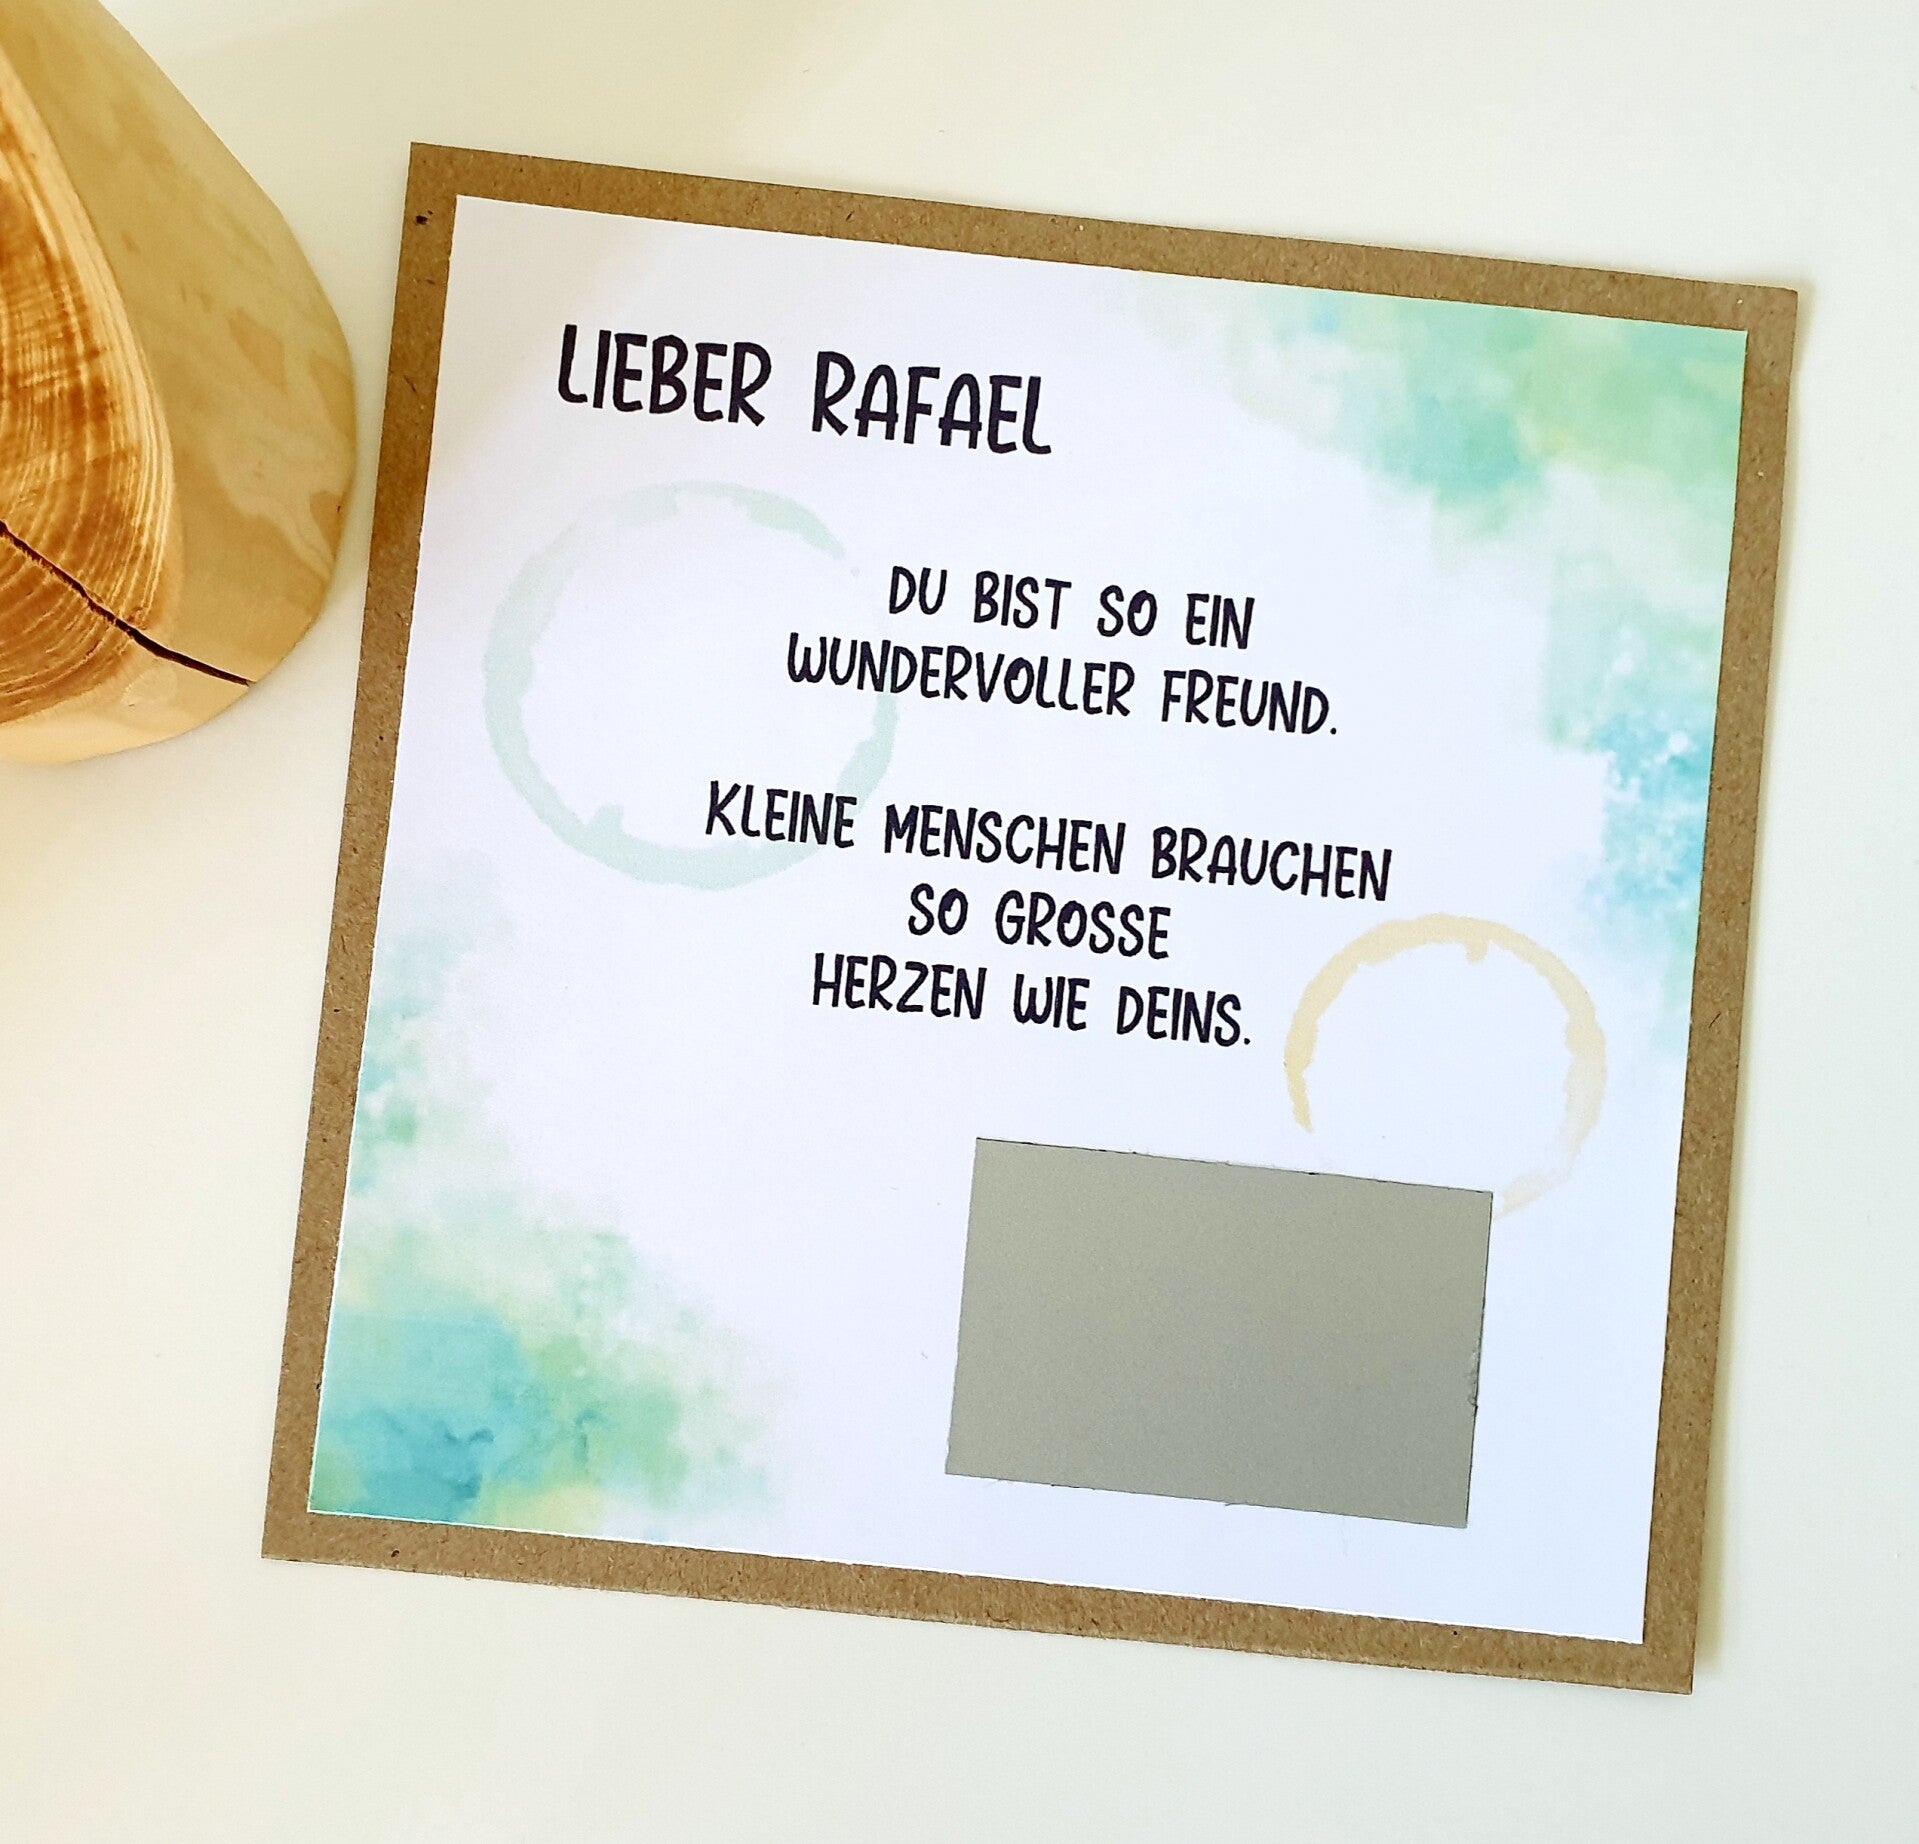 LIEBER RAFAEL
DU BIST SO EIN
WUNDERVOLLER FREUND.
KLEINE MENSCHEN BRAUCHEN
SO GROSSE
HERZEN WIE DEINS.